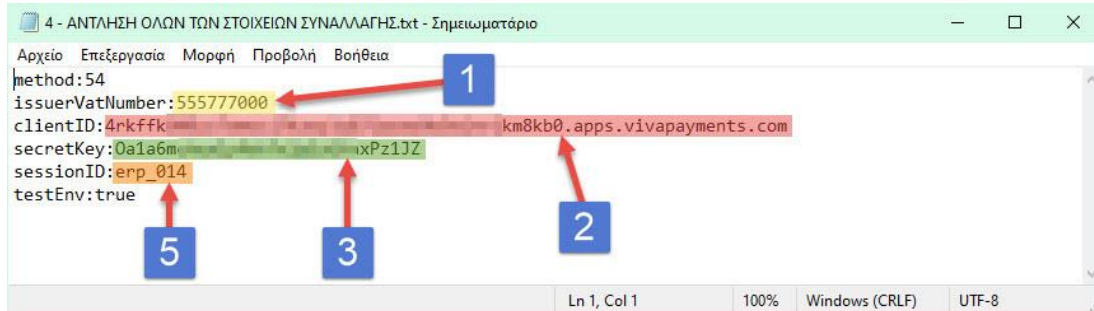 4 - ΑΝΤΛΗΣΗ ΟΛΩΝ ΤΩΝ ΣΤΟΙΧΕΙΩΝ ΣΥΝΑΛΛΑΓΗΣ.txt - Σημειωματάριο
Αρχείο Επεξεργασία Μορφή Προβολή Βοήθεια
1
method:54
issuerVatNumber:555777000
clientID:4rkffk km8kb0.apps.vivapayments.com
secretKey:0a1a6m xPz1JZ
sessionID:erp_014
testEnv:true
5
3
2
Ln 1, Col 1 100% Windows (CRLF) UTF-8